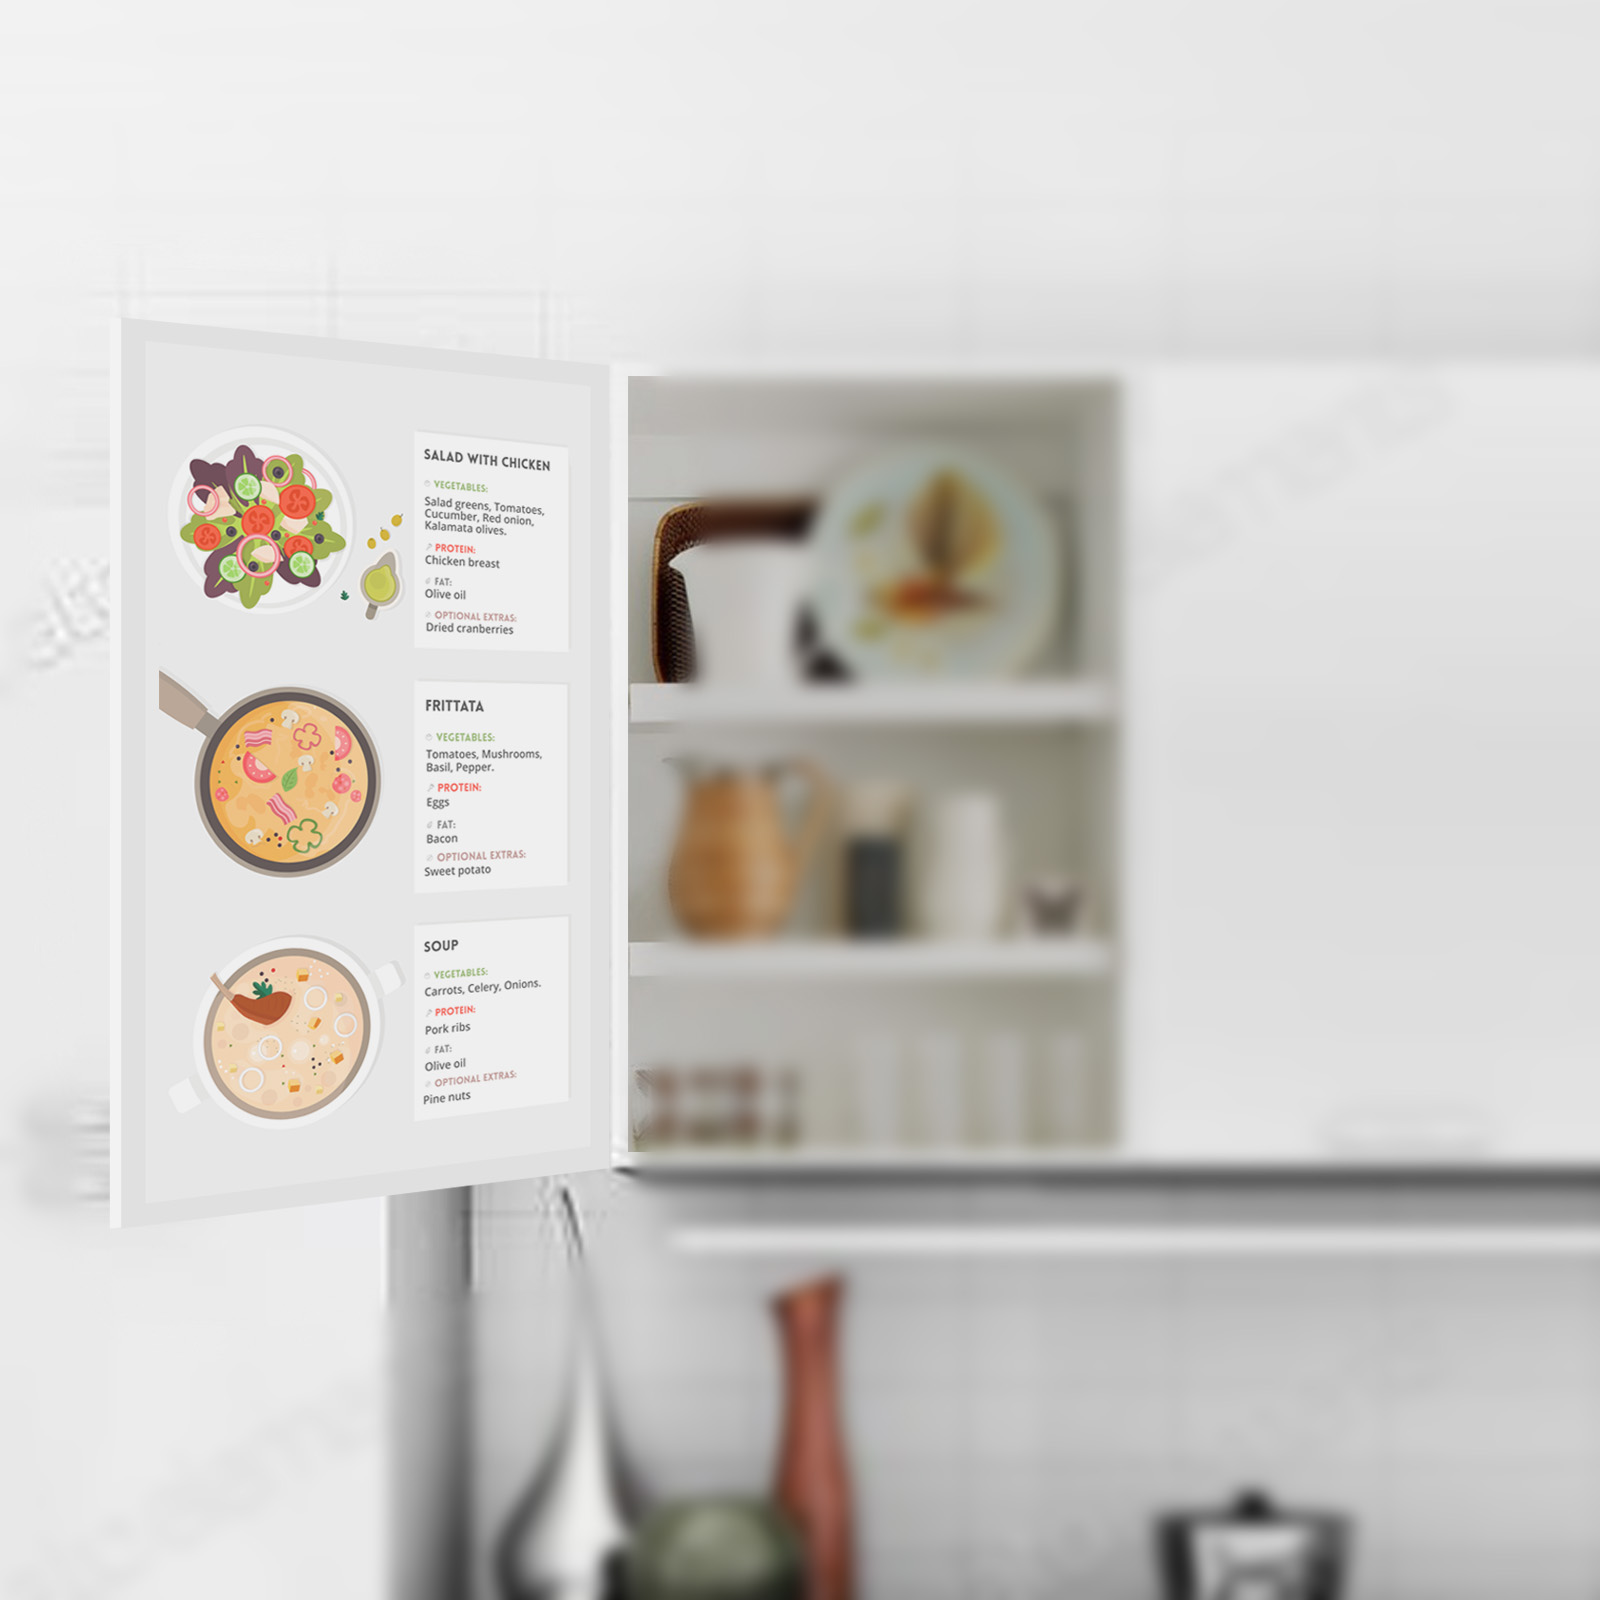 SALAD WITH CHICKEN
VEGETABLES:
Salad greens, Tomatoes,
Cucumber, Red onion,
Kalamata olives.
PROTEIN:
Chicken breast
FAT:
Olive oil
OPTIONAL EXTRAS:
Dried cranberries
FRITTATA
VEGETABLES:
Tomatoes, Mushrooms,
Basil, Pepper.
PROTEIN:
Eggs
FAT:
Bacon
OPTIONAL EXTRAS:
Sweet potato
SOUP
VEGETABLES:
Carrots, Celery, Onions.
PROTEIN:
Pork ribs
FAT:
Olive oil
OPTIONAL EXTRAS:
Pine nuts